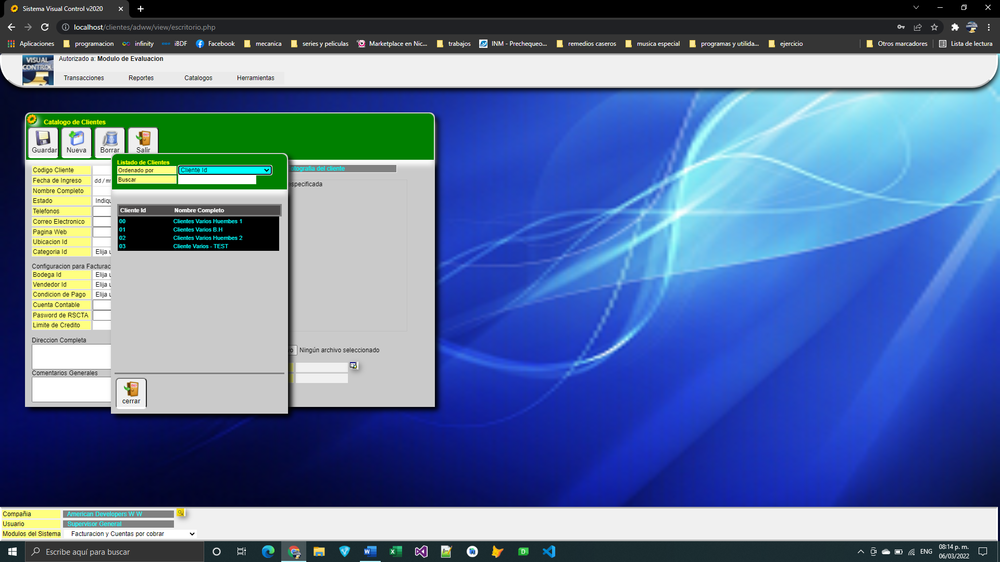 Sistema Visual Control v2020
localhost/clientes/adww/view/escritorio.php
Aplicaciones programacion infinity iBDF Facebook mecanica series y peliculas Marketplace en Nic... trabajos INM - Prechequeo... remedios caseros musica especial programas y utilida... ejercicio Otros marcadores Lista de lectura
VISUAL CONTROL
Autorizado a: Modulo de Evaluacion
Transacciones Reportes Catalogos Herramientas
Catalogo de Clientes
Guardar Nueva Borrar Salir
Listado de Clientes
Ordenado por Cliente Id
Buscar
Cliente Id Nombre Completo
00 Clientes Varios Huembes 1
01 Clientes Varios B.H
02 Clientes Varios Huembes 2
03 Cliente Varios - TEST
cerrar
Codigo Cliente
Fecha de Ingreso dd/m
Nombre Completo
Estado Indiqu
Telefonos
Correo Electronico
Pagina Web
Ubicacion Id
Categoria Id Elija u
Configuracion para Facturac
Bodega Id Elija u
Vendedor Id Elija u
Condicion de Pago Elija u
Cuenta Contable
Pasword de RSCTA
Limite de Credito
Direccion Completa
Comentarios Generales
otografia del cliente
especificada
Ningún archivo seleccionado
Compañia American Developers W W
Usuario Supervisor General
Modulos del Sistema Facturacion y Cuentas por cobrar
Escribe aquí para buscar
ENG
08:14 p. m.
06/03/2022